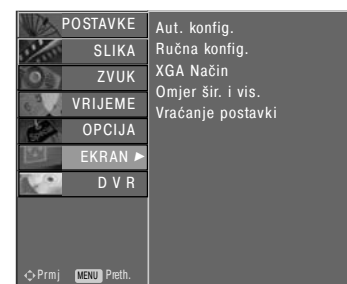 POSTAVKE
SLIKA
ZVUK
VRIJEME
OPCIJA
EKRAN
D V R
Aut. konfig.
Ručna konfig.
XGA Način
Omjer šir. i vis.
Vraćanje postavki
Prmj MENU Preth.